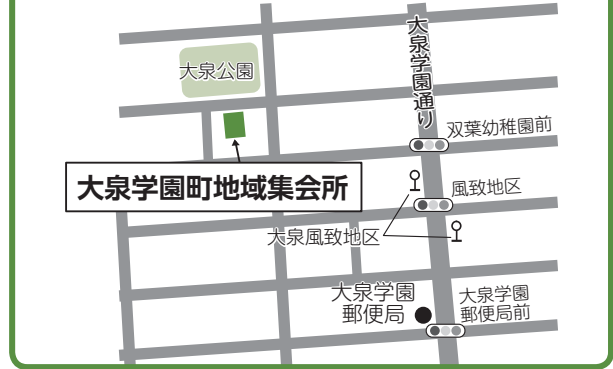 大泉学園通り
大泉公園
双葉幼稚園前
大泉学園町地域集会所
風致地区
大泉風致地区
大泉学園
郵便局
大泉学園
郵便局前